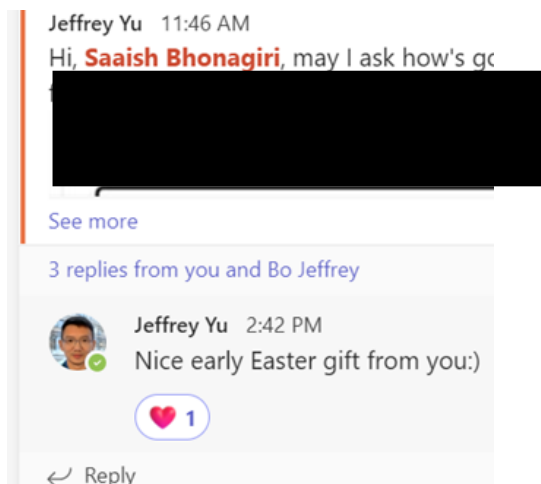 Jeffrey Yu 11:46 AM
Hi, Saaish Bhonagiri, may I ask how's
See more
3 replies from you and Bo Jeffrey
Jeffrey Yu 2:42 PM
Nice early Easter gift from you:)
1
Reply